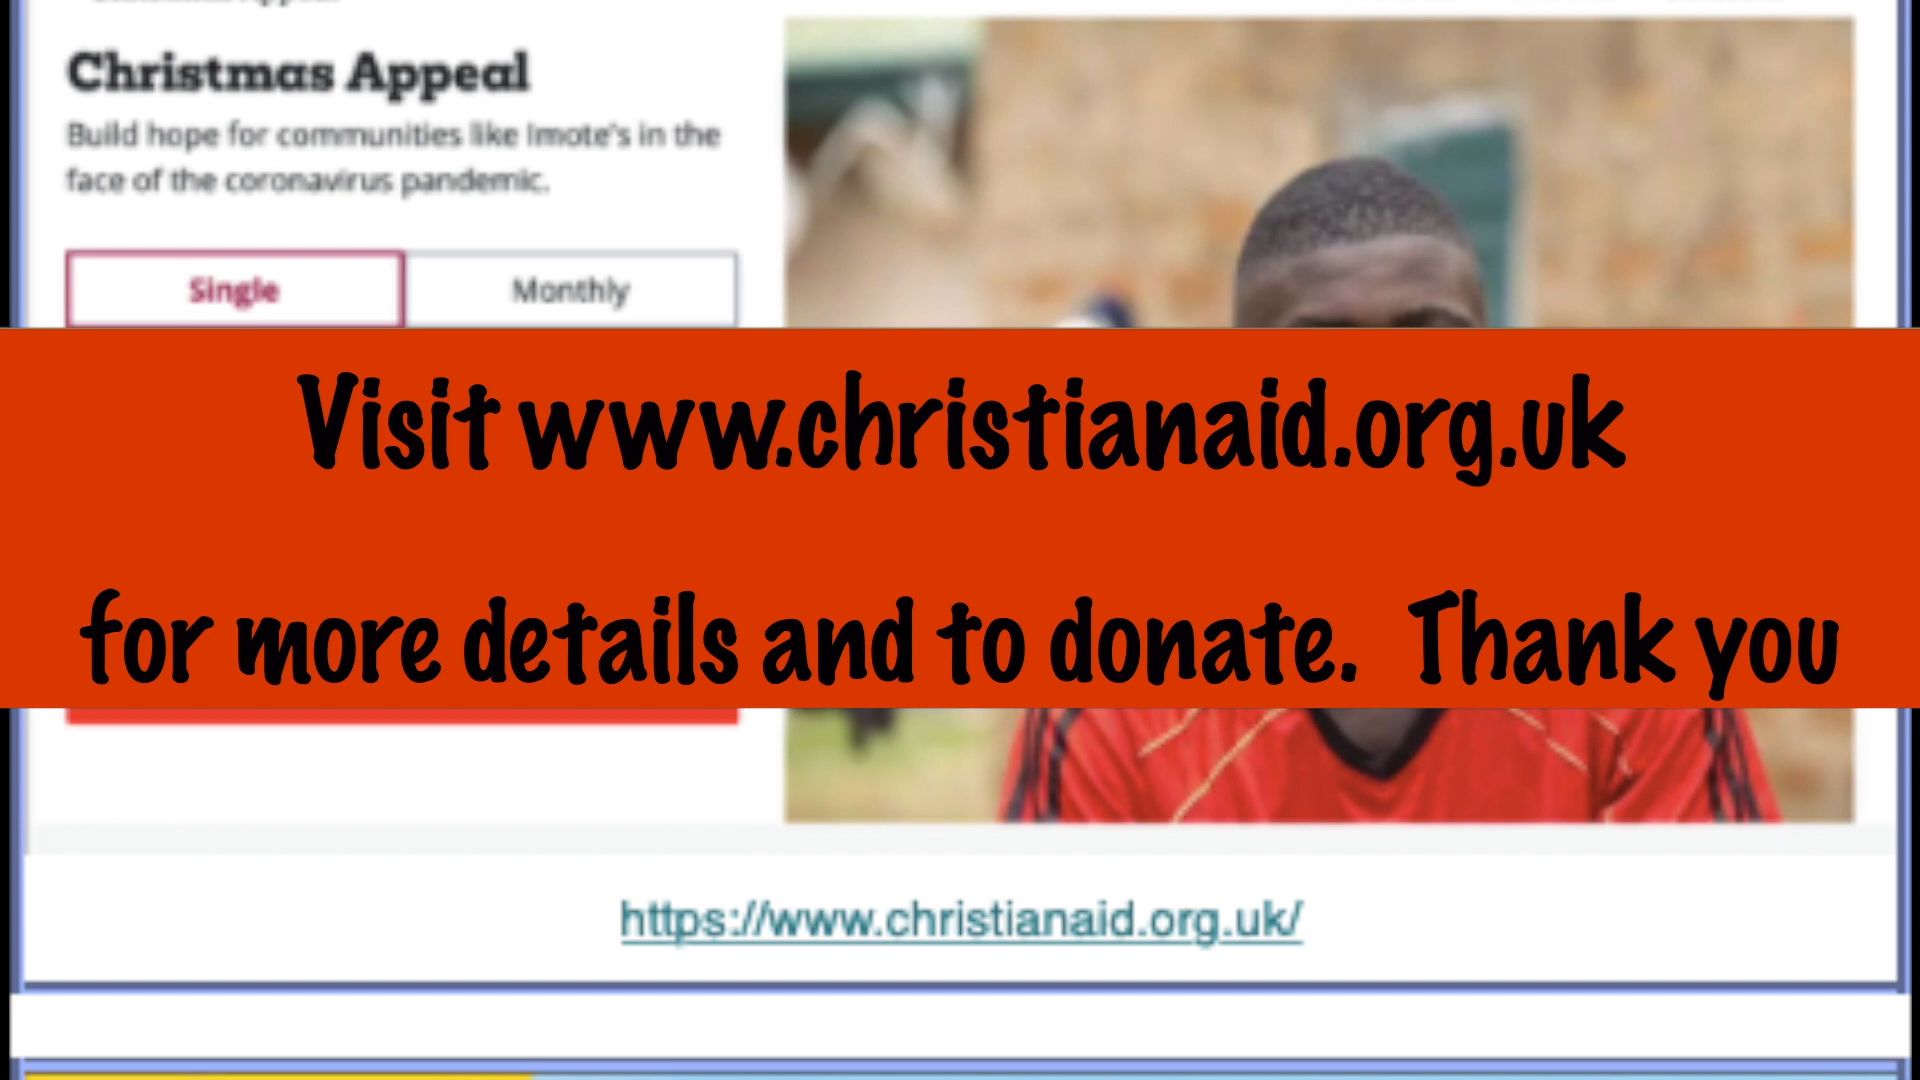 Christmas Appeal
Build hope for communities like Imote's in the
face of the coronavirus pandemic.
Single Monthly
Visit www.christianaid.org.uk
for more details and to donate. Thank you
https://www.christianaid.org.uk/